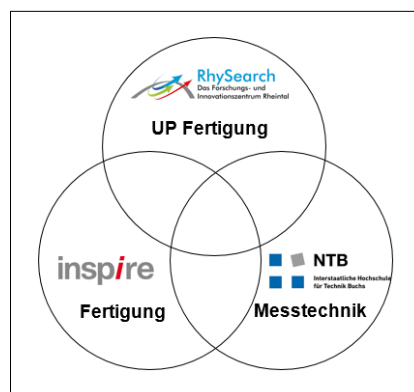 RhySearch
Das Forschungs- und
Innovationszentrum Rheintal
UP Fertigung
inspire
Fertigung
NTB
Interstaatliche Hochschule
für Technik Buchs
Messtechnik